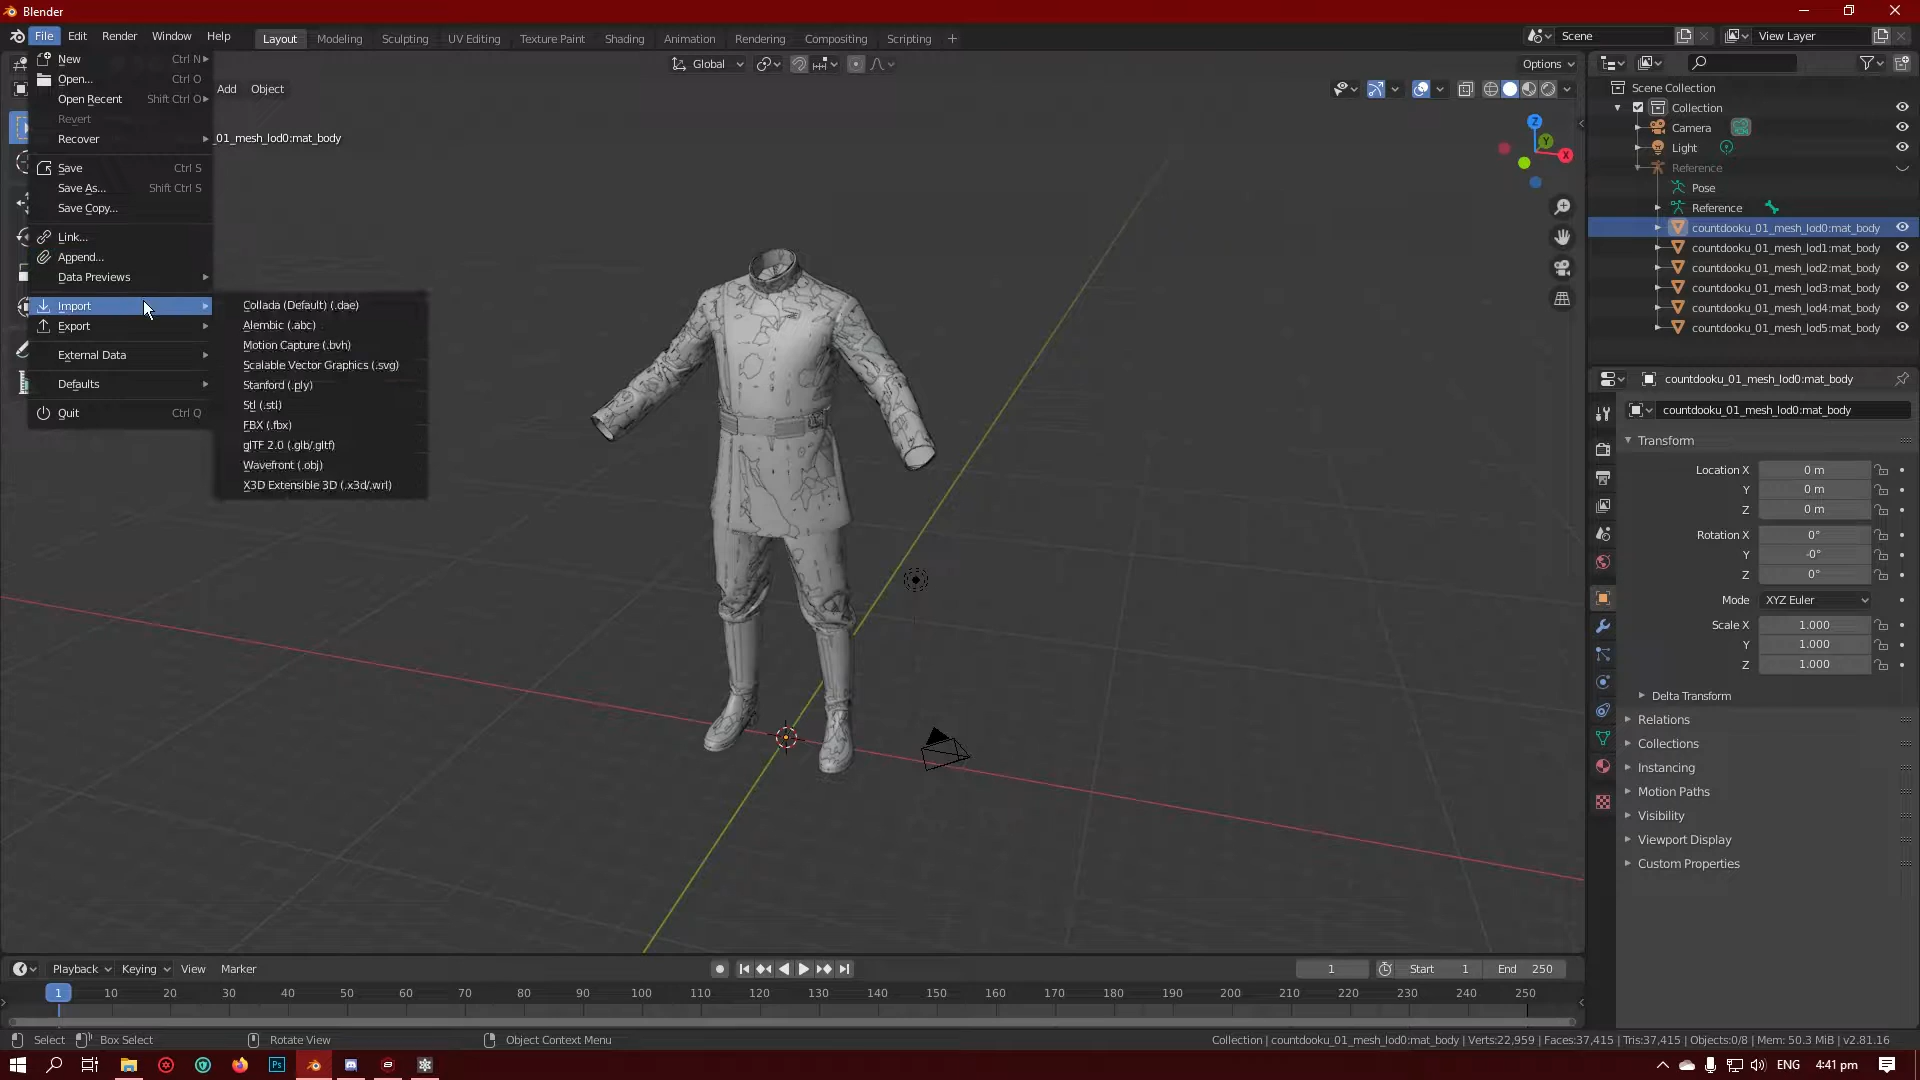 Blender
File Edit Render Window Help Layout Modeling Sculpting UV Editing Texture Paint Shading Animation Rendering Compositing Scripting + Scene View Layer
Global Options
Add Object
_01_mesh_lod0:mat_body
New Ctrl N
Open... Ctrl O
Open Recent Shift Ctrl O
Revert
Recover
Save Ctrl S
Save As... Shift Ctrl S
Save Copy...
Link...
Append...
Data Previews
Import
Export
External Data
Defaults
Quit Ctrl Q
Collada (Default) (.dae)
Alembic (.abc)
Motion Capture (.bvh)
Scalable Vector Graphics (.svg)
Stanford (.ply)
Stl (.stl)
FBX (.fbx)
glTF 2.0 (.glb/.gltf)
Wavefront (.obj)
X3D Extensible 3D (.x3d/.wrl)
Z
Y
X
Scene Collection
Collection
Camera
Light
Reference
Pose
Reference
countdooku_01_mesh_lod0:mat_body
countdooku_01_mesh_lod1:mat_body
countdooku_01_mesh_lod2:mat_body
countdooku_01_mesh_lod3:mat_body
countdooku_01_mesh_lod4:mat_body
countdooku_01_mesh_lod5:mat_body
countdooku_01_mesh_lod0:mat_body
countdooku_01_mesh_lod0:mat_body
Transform
Location X 0 m
Y 0 m
Z 0 m
Rotation X 0°
Y -0°
Z 0°
Mode XYZ Euler
Scale X 1.000
Y 1.000
Z 1.000
Delta Transform
Relations
Collections
Instancing
Motion Paths
Visibility
Viewport Display
Custom Properties
Playback Keying View Marker 1 Start 1 End 250
1 10 20 30 40 50 60 70 80 90 100 110 120 130 140 150 160 170 180 190 200 210 220 230 240 250
Select Box Select Rotate View Object Context Menu Collection | countdooku_01_mesh_lod0:mat_body | Verts:22,959 | Faces:37,415 | Tris:37,415 | Objects:0/8 | Mem: 50.3 MiB | v2.81.16
Ps ENG 4:41 pm